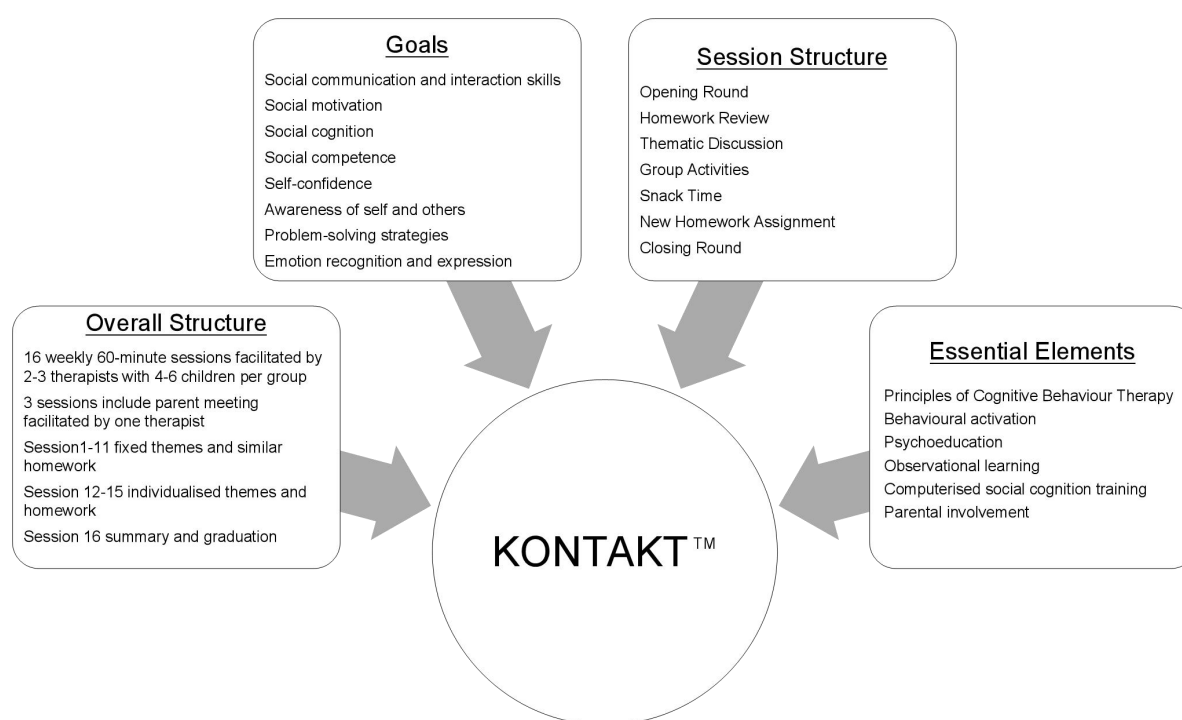 Goals
Social communication and interaction skills
Social motivation
Social cognition
Social competence
Self-confidence
Awareness of self and others
Problem-solving strategies
Emotion recognition and expression
Session Structure
Opening Round
Homework Review
Thematic Discussion
Group Activities
Snack Time
New Homework Assignment
Closing Round
Overall Structure
16 weekly 60-minute sessions facilitated by
2-3 therapists with 4-6 children per group
3 sessions include parent meeting
facilitated by one therapist
Session1-11 fixed themes and similar
homework
Session 12-15 individualised themes and
homework
Session 16 summary and graduation
Essential Elements
Principles of Cognitive Behaviour Therapy
Behavioural activation
Psychoeducation
Observational learning
Computerised social cognition training
Parental involvement
KONTAKT™